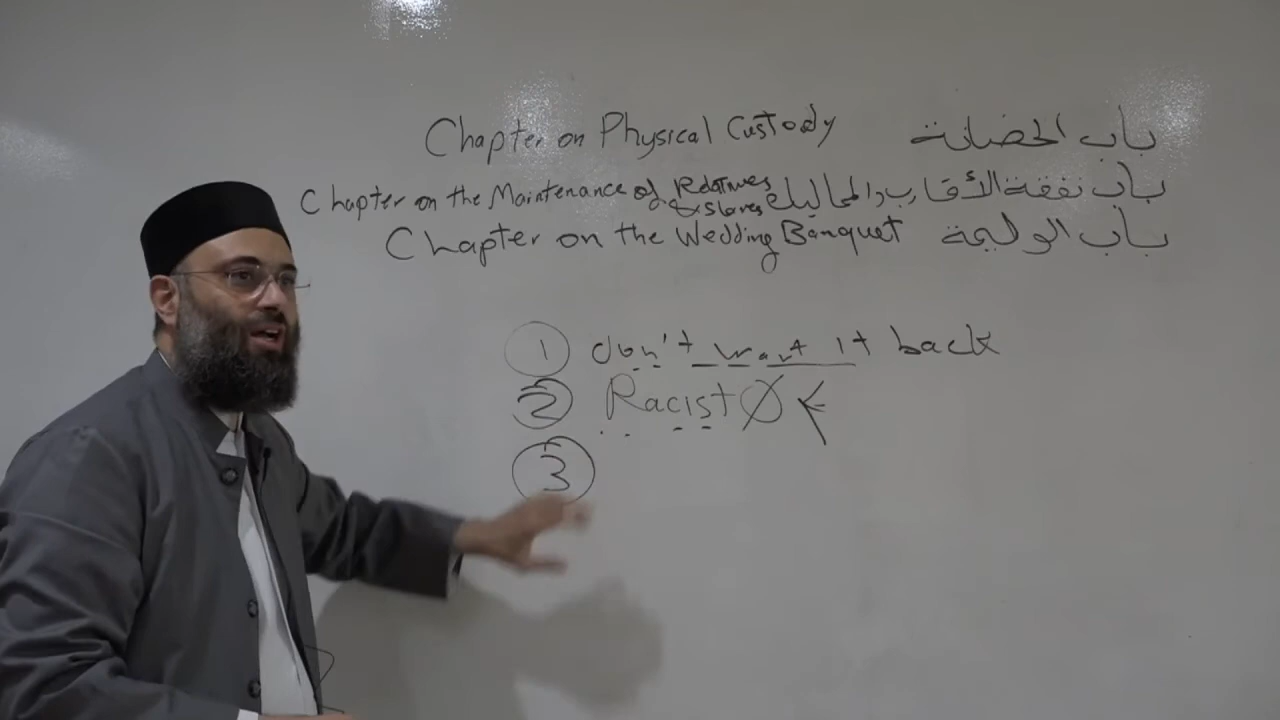 Chapter on Physical Custody باب الحضانة
Chapter on the Maintenance of Relatives & Slaves باب نفقة الأقارب والمماليك
Chapter on the Wedding Banquet باب الوليمة
1 don't want it back
2 Racist
3